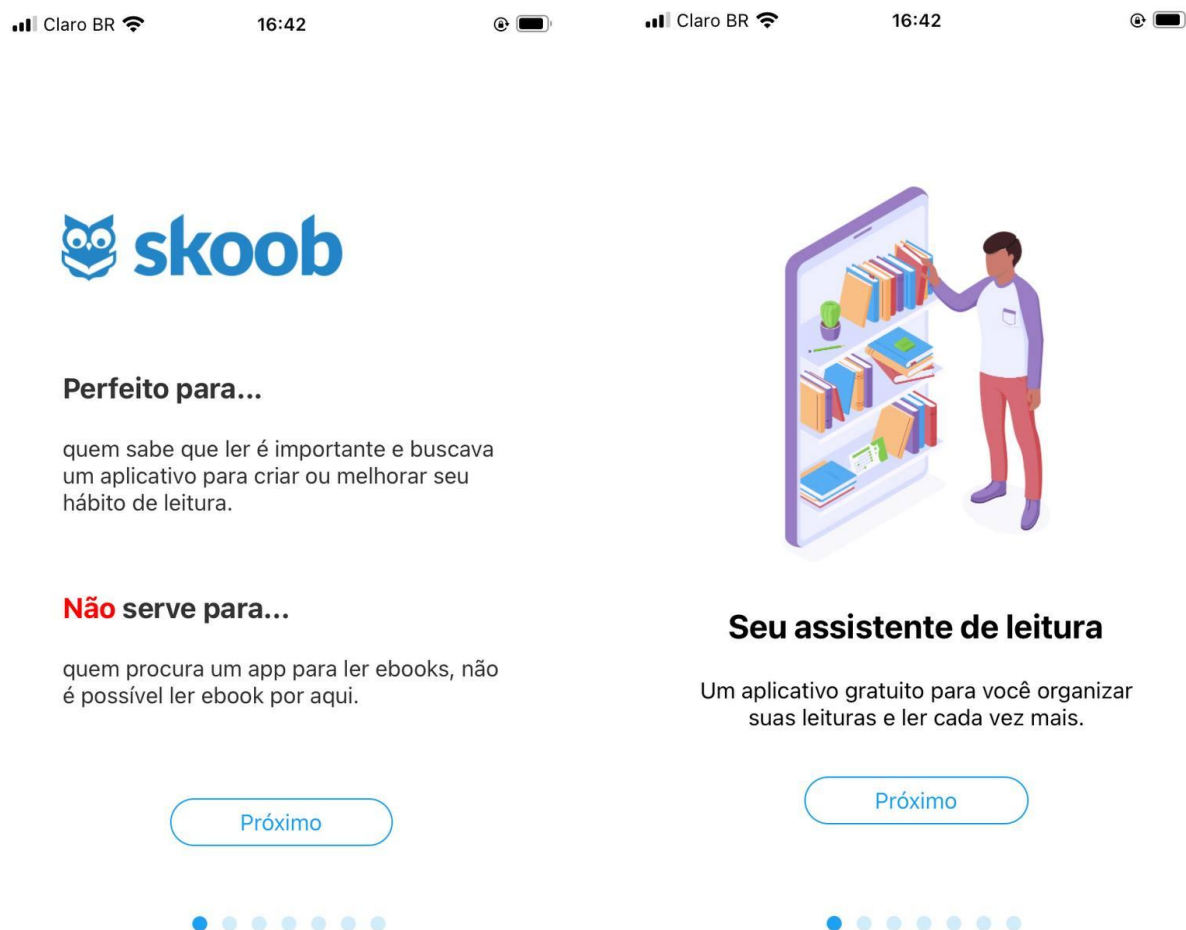 Claro BR
16:42
skoob
Perfeito para...
quem sabe que ler é importante e buscava
um aplicativo para criar ou melhorar seu
hábito de leitura.
Não serve para...
quem procura um app para ler ebooks, não
é possível ler ebook por aqui.
Próximo
Claro BR
16:42
Seu assistente de leitura
Um aplicativo gratuito para você organizar
suas leituras e ler cada vez mais.
Próximo